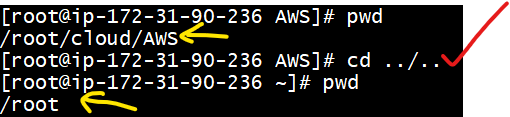 [root@ip-172-31-90-236 AWS]# pwd
/root/cloud/AWS
[root@ip-172-31-90-236 AWS]# cd ../..
[root@ip-172-31-90-236 ~]# pwd
/root